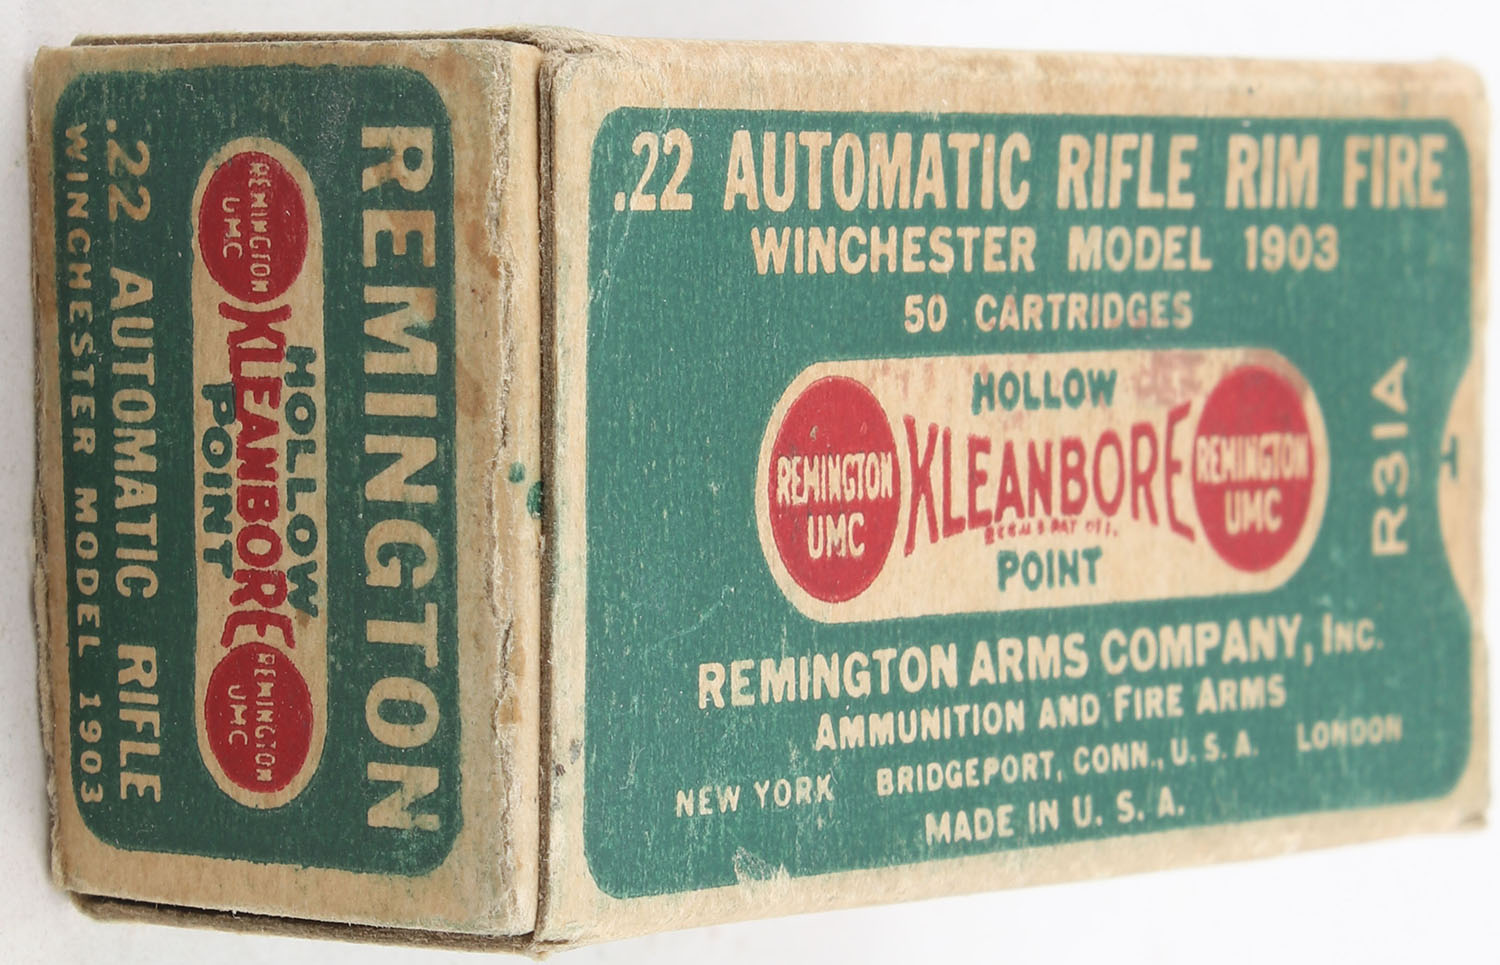 REMINGTON
HOLLOW
REMINGTON
UMC
KLEANBORE
REMINGTON
UMC
POINT
.22 AUTOMATIC RIFLE
WINCHESTER MODEL 1903
.22 AUTOMATIC RIFLE RIM FIRE
WINCHESTER MODEL 1903
50 CARTRIDGES
HOLLOW
REMINGTON
UMC
KLEANBORE
REMINGTON
UMC
PAT OFF.
POINT
R31A
REMINGTON ARMS COMPANY, INC.
AMMUNITION AND FIRE ARMS
NEW YORK BRIDGEPORT, CONN., U. S. A. LONDON
MADE IN U. S. A.